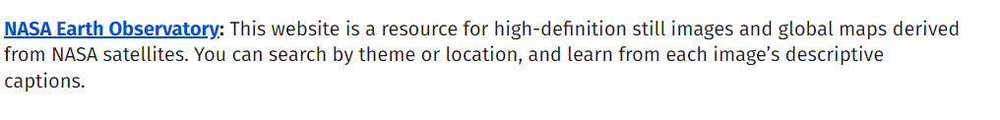 NASA Earth Observatory: This website is a resource for high-definition still images and global maps derived
from NASA satellites. You can search by theme or location, and learn from each image’s descriptive
captions.